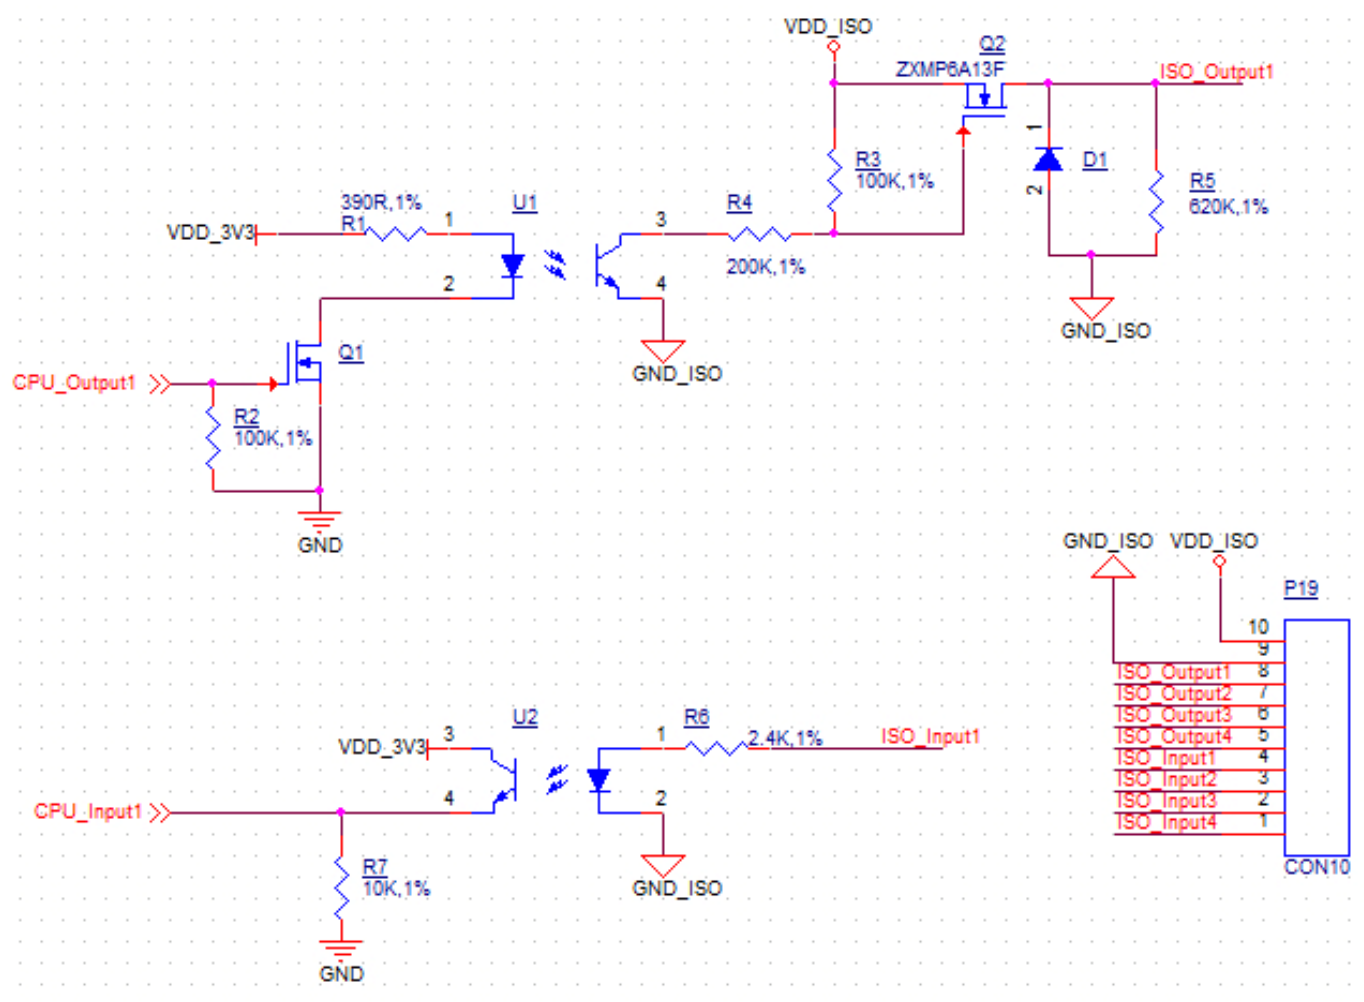 VDD_ISO
Q2
ZXMP6A13F
ISO_Output1
1
D1
2
R3
100K,1%
R5
620K,1%
390R,1%
R1
VDD_3V3
1
U1
3
R4
200K,1%
2
4
GND_ISO
GND_ISO
Q1
CPU_Output1
R2
100K,1%
GND
GND_ISO
VDD_ISO
P19
10
9
ISO_Output1 8
ISO_Output2 7
ISO_Output3 6
ISO_Output4 5
ISO_Input1 4
ISO_Input2 3
ISO_Input3 2
ISO_Input4 1
CON10
U2
VDD_3V3
3
1
R6
2.4K,1%
ISO_Input1
CPU_Input1
4
2
R7
10K,1%
GND_ISO
GND